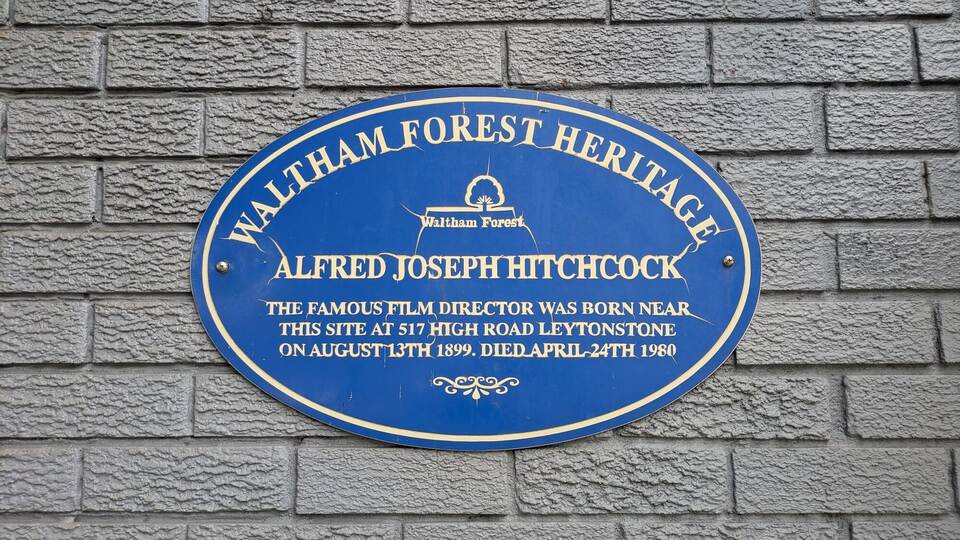 WALTHAM FOREST HERITAGE
Waltham Forest
ALFRED JOSEPH HITCHCOCK
THE FAMOUS FILM DIRECTOR WAS BORN NEAR
THIS SITE AT 517 HIGH ROAD LEYTONSTONE
ON AUGUST 13TH 1899. DIED APRIL 24TH 1980